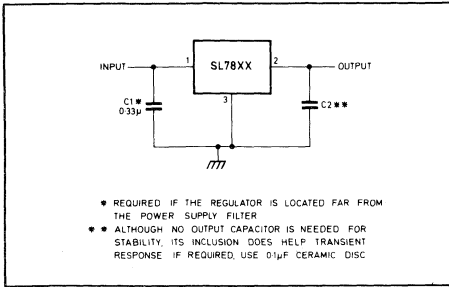 INPUT
1
SL78XX
2
OUTPUT
C1*
0·33µ
3
C2**
* REQUIRED IF THE REGULATOR IS LOCATED FAR FROM
THE POWER SUPPLY FILTER
** ALTHOUGH NO OUTPUT CAPACITOR IS NEEDED FOR
STABILITY, ITS INCLUSION DOES HELP TRANSIENT
RESPONSE IF REQUIRED, USE 0·1µF CERAMIC DISC